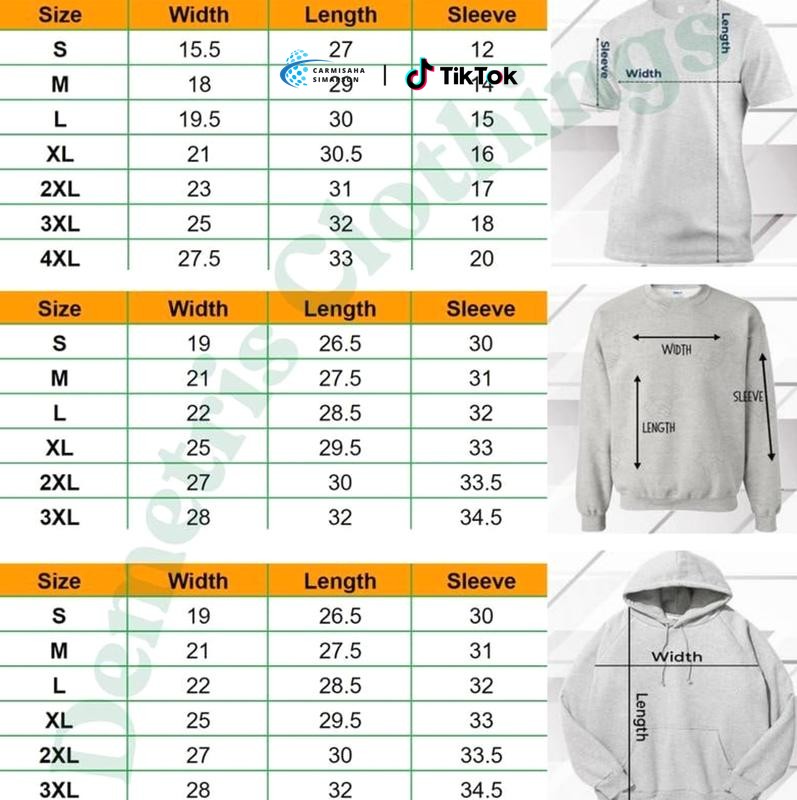 Size Width Length Sleeve
S 15.5 27 12
M 18 29 14
L 19.5 30 15
XL 21 30.5 16
2XL 23 31 17
3XL 25 32 18
4XL 27.5 33 20
CARMISAHA
SIMARSON
TikTok
Sleeve
Width
Length
Size Width Length Sleeve
S 19 26.5 30
M 21 27.5 31
L 22 28.5 32
XL 25 29.5 33
2XL 27 30 33.5
3XL 28 32 34.5
WIDTH
SLEEVE
LENGTH
Size Width Length Sleeve
S 19 26.5 30
M 21 27.5 31
L 22 28.5 32
XL 25 29.5 33
2XL 27 30 33.5
3XL 28 32 34.5
Width
Length
Demetris Clothings